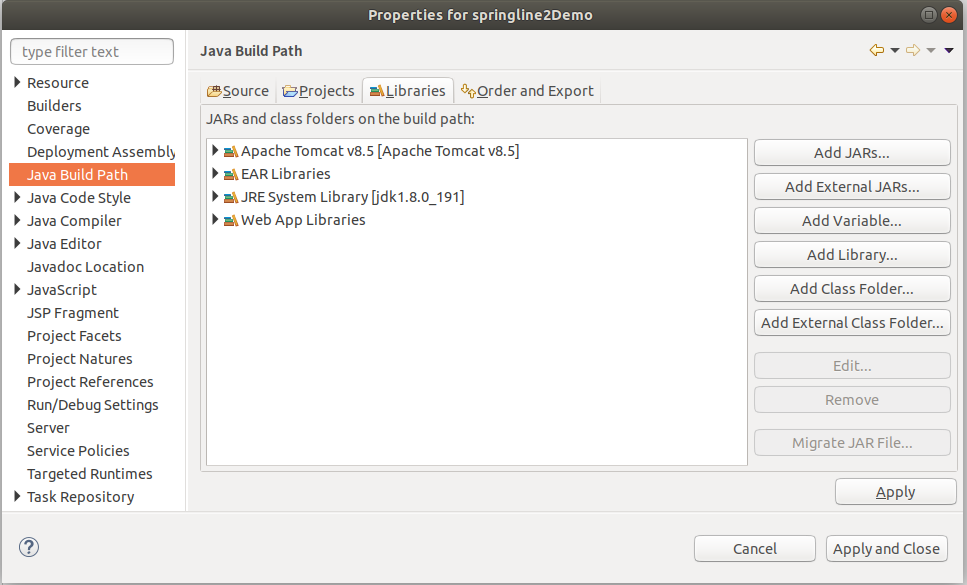 Properties for springline2Demo
type filter text
Resource
Builders
Coverage
Deployment Assembly
Java Build Path
Java Code Style
Java Compiler
Java Editor
Javadoc Location
JavaScript
JSP Fragment
Project Facets
Project Natures
Project References
Run/Debug Settings
Server
Service Policies
Targeted Runtimes
Task Repository
Java Build Path
Source Projects Libraries Order and Export
JARs and class folders on the build path:
Apache Tomcat v8.5 [Apache Tomcat v8.5]
EAR Libraries
JRE System Library [jdk1.8.0_191]
Web App Libraries
Add JARs...
Add External JARs...
Add Variable...
Add Library...
Add Class Folder...
Add External Class Folder...
Edit...
Remove
Migrate JAR File...
Apply
?
Cancel Apply and Close